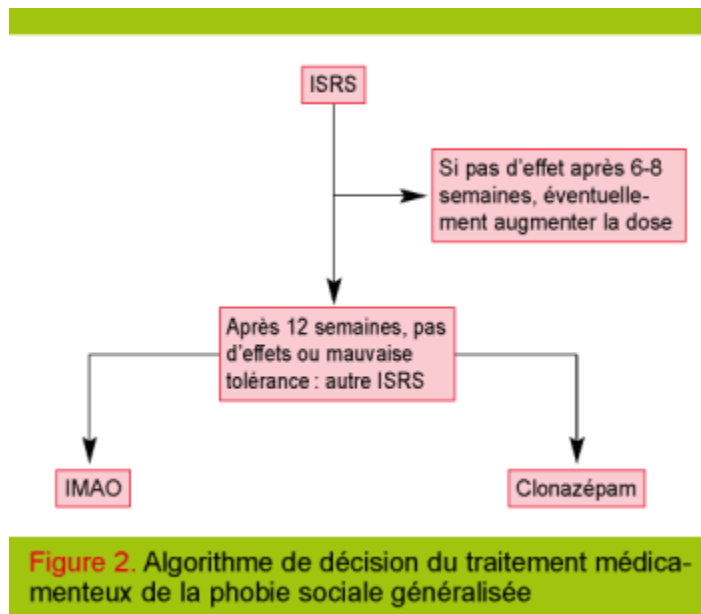 ISRS
Si pas d'effet après 6-8
semaines, éventuelle-
ment augmenter la dose
Après 12 semaines, pas
d'effets ou mauvaise
tolérance : autre ISRS
IMAO
Clonazépam
Figure 2. Algorithme de décision du traitement médica-
menteux de la phobie sociale généralisée